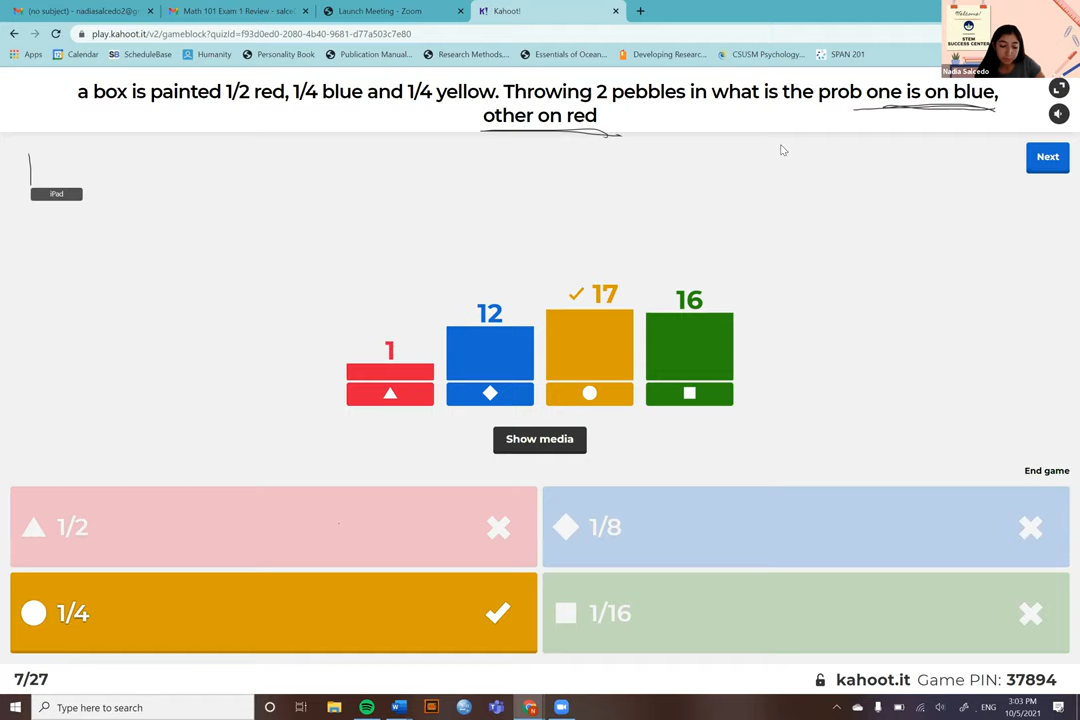 (no subject) - nadiasalcedo2@g
Math 101 Exam 1 Review - salce
Launch Meeting - Zoom
Kahoot!
play.kahoot.it/v2/gameblock?quizId=f93d0ed0-2080-4b40-9681-d77a503c7e80
Apps
Calendar
SB ScheduleBase
Humanity
Personality Book
Publication Manual...
Research Methods,...
Essentials of Ocean...
Developing Researc...
CSUSM Psychology...
SPAN 201
Welcome!
STEM
SUCCESS CENTER
Nadia Salcedo
a box is painted 1/2 red, 1/4 blue and 1/4 yellow. Throwing 2 pebbles in what is the prob one is on blue,
other on red
Next
iPad
1
12
17
16
Show media
End game
1/2
1/8
1/4
1/16
7/27
kahoot.it Game PIN: 37894
Type here to search
ENG
3:03 PM
10/5/2021